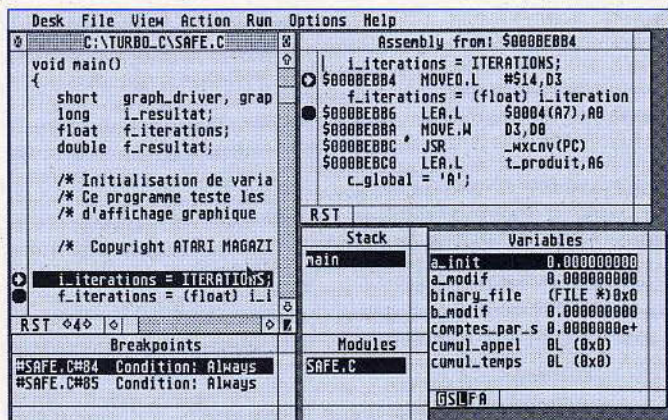 Desk File View Action Run Options Help
C:\TURBO_C\SAFE.C
void main()
{
short graph_driver, grap
long i_resultat;
float f_iterations;
double f_resultat;
/* Initialisation de varia
/* Ce programme teste les
/* d'affichage graphique
/* Copyright ATARI MAGAZI
i_iterations = ITERATIONS;
f_iterations = (float) i_i
RST 4
Breakpoints
#SAFE.C#84 Condition: Always
#SAFE.C#85 Condition: Always
Assembly from: $000BEBB4
i_iterations = ITERATIONS;
$000BEBB4 MOVEQ.L #$14,D3
f_iterations = (float) i_iteration
$000BEBB6 LEA.L $0004(A7),A0
$000BEBBA MOVE.W D3,D0
$000BEBBC JSR _wxcnv(PC)
$000BEBC0 LEA.L t_produit,A6
c_global = 'A';
RST
Stack
main
Modules
SAFE.C
Variables
a_init 0.000000000
a_modif 0.000000000
binary_file (FILE *)0x0
b_modif 0.000000000
comptes_par_s 0.0000000e+
cumul_appel 0L (0x0)
cumul_temps 0L (0x0)
GSLFA